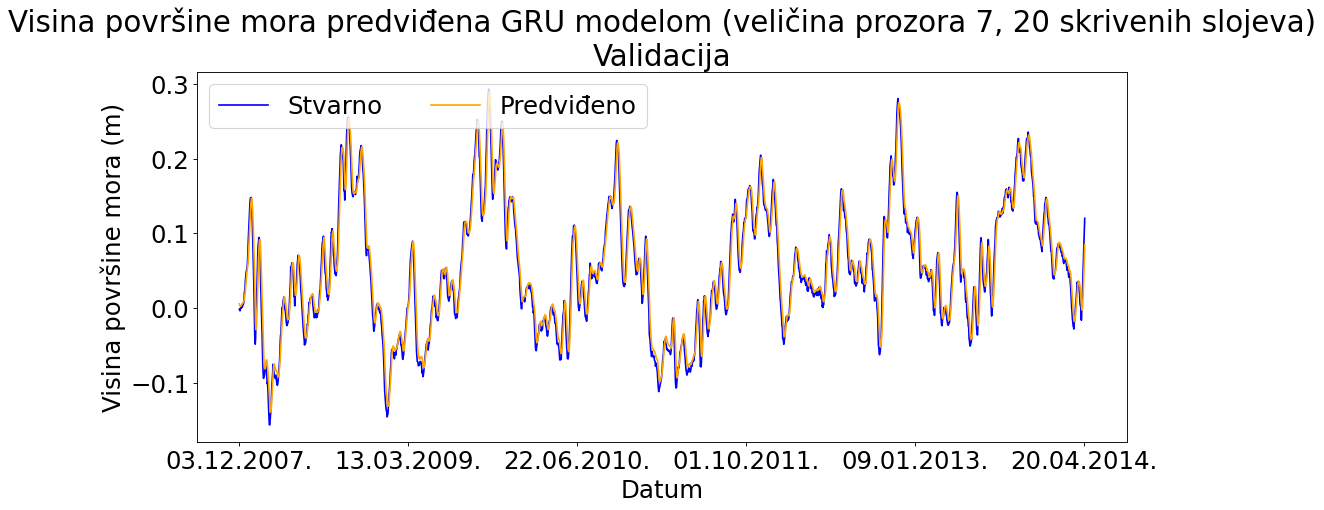 Visina površine mora predviđena GRU modelom (veličina prozora 7, 20 skrivenih slojeva)
Validacija
Stvarno
Predviđeno
Visina površine mora (m)
0.3
0.2
0.1
0.0
−0.1
03.12.2007.
13.03.2009.
22.06.2010.
01.10.2011.
09.01.2013.
20.04.2014.
Datum